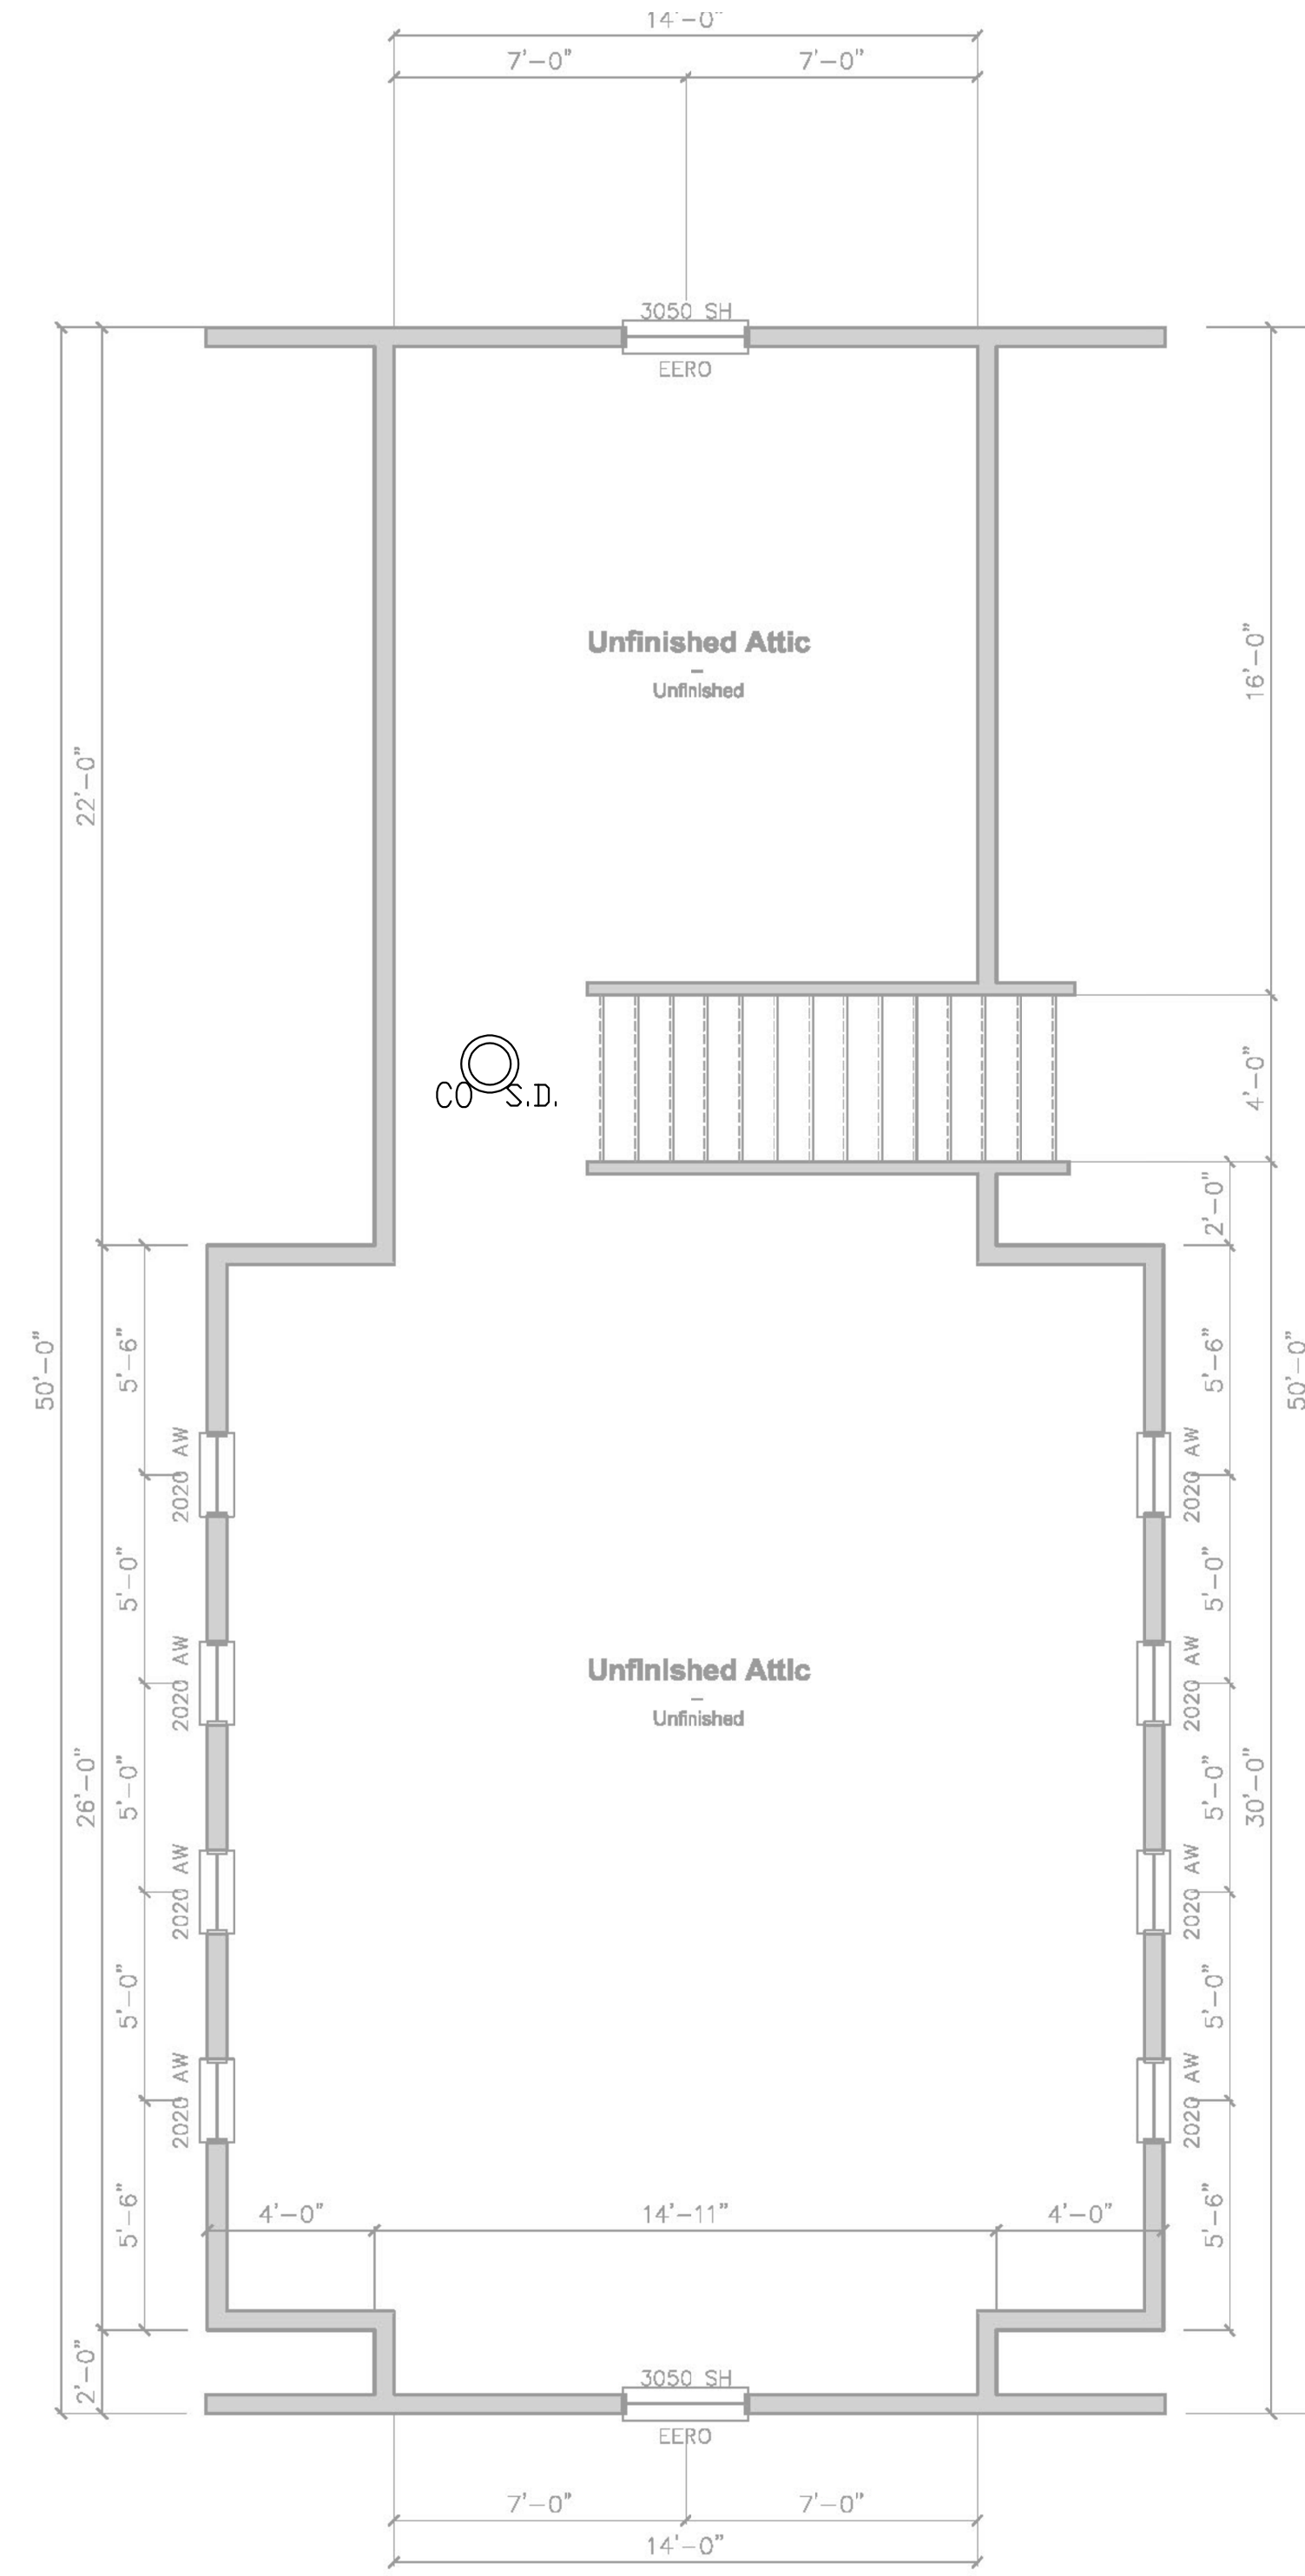 14'-0"
7'-0" 7'-0"
3050 SH
EERO
Unfinished Attic
-
Unfinished
16'-0"
22'-0"
4'-0"
CO S.D.
2'-0"
50'-0"
5'-6"
5'-6"
50'-0"
2020 AW
2020 AW
5'-0"
5'-0"
Unfinished Attic
-
Unfinished
2020 AW
2020 AW
26'-0"
5'-0"
5'-0"
30'-0"
2020 AW
2020 AW
5'-0"
5'-0"
2020 AW
2020 AW
5'-6"
4'-0" 14'-11" 4'-0"
5'-6"
2'-0"
3050 SH
EERO
7'-0" 7'-0"
14'-0"